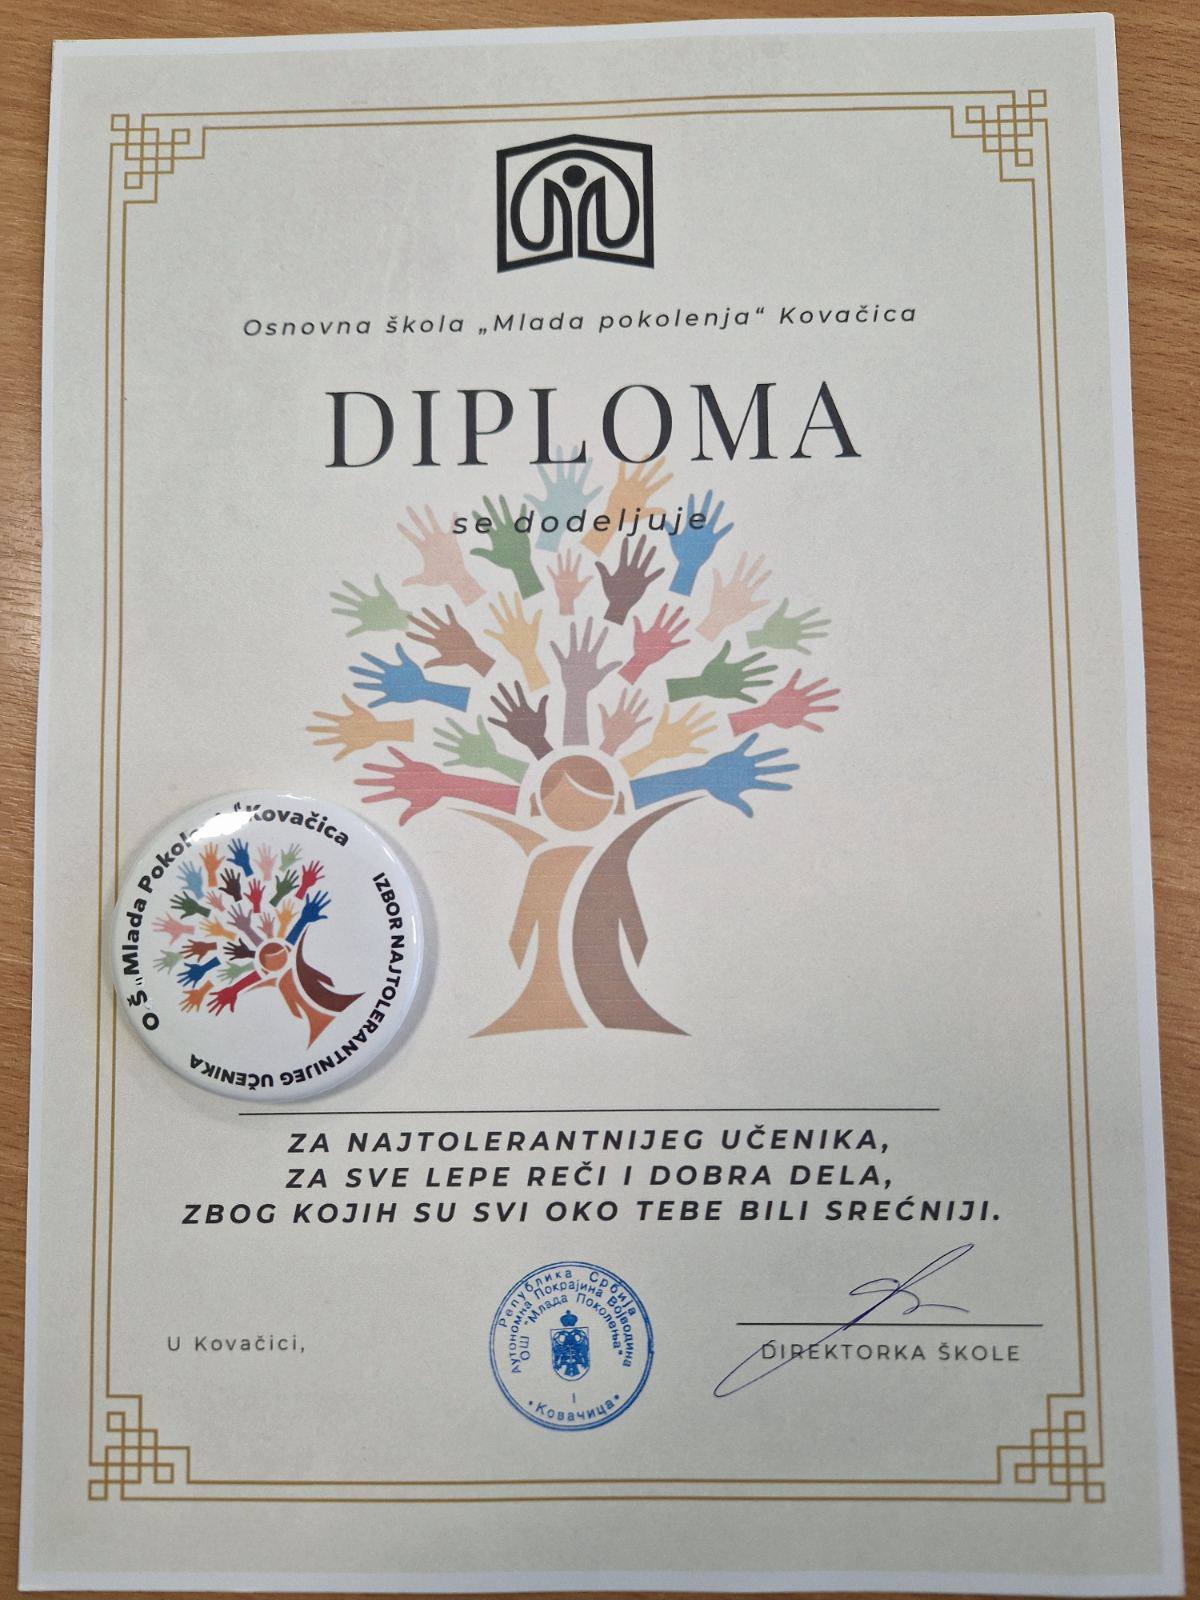 Osnovna škola „Mlada pokolenja“ Kovačica
DIPLOMA
se dodeljuje
OŠ „Mlada Pokolenja“ Kovačica
IZBOR NAJTOLERANTNIJEG UČENIKA
ZA NAJTOLERANTNIJEG UČENIKA,
ZA SVE LEPE REČI I DOBRA DELA,
ZBOG KOJIH SU SVI OKO TEBE BILI SREĆNIJI.
Република Србија
Аутономна Покрајина Војводина
ОШ "Млада Поколења"
I
Ковачица
U Kovačici,
DIREKTORKA ŠKOLE